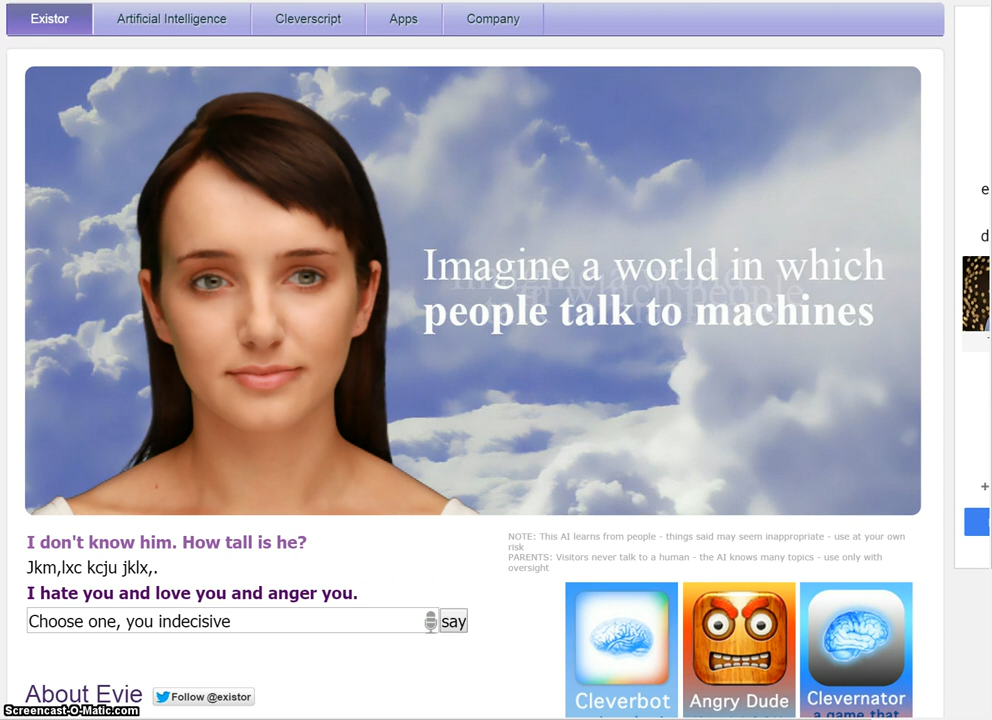 Existor
Artificial Intelligence
Cleverscript
Apps
Company
Imagine a world in which
people talk to machines
e
d
I don't know him. How tall is he?
Jkm,lxc kcju jklx,.
I hate you and love you and anger you.
Choose one, you indecisive
say
NOTE: This AI learns from people - things said may seem inappropriate - use at your own
risk
PARENTS: Visitors never talk to a human - the AI knows many topics - use only with
oversight
+
Cleverbot
Angry Dude
Clevernator
a game that
About Evie
Follow @existor
Screencast-O-Matic.com